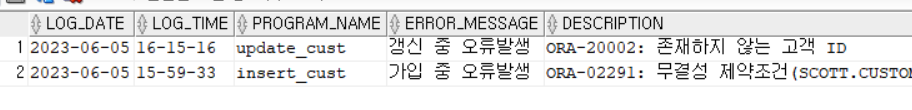 LOG_DATE LOG_TIME PROGRAM_NAME ERROR_MESSAGE DESCRIPTION
1 2023-06-05 16-15-16 update_cust 갱신 중 오류발생 ORA-20002: 존재하지 않는 고객 ID
2 2023-06-05 15-59-33 insert_cust 가입 중 오류발생 ORA-02291: 무결성 제약조건(SCOTT.CUSTOM